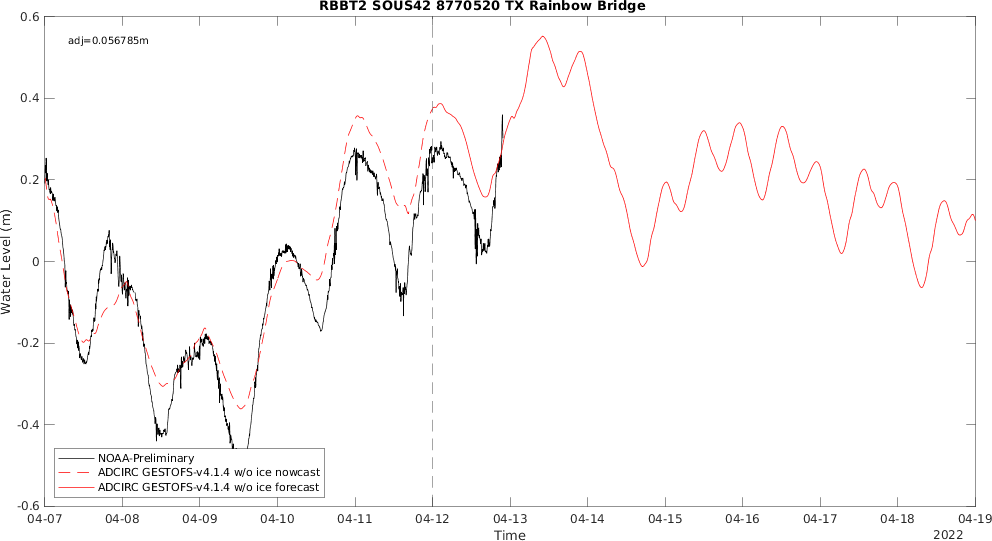 RBBT2 SOUS42 8770520 TX Rainbow Bridge
adj=0.056785m
0.6
0.4
0.2
0
-0.2
-0.4
-0.6
Water Level (m)
NOAA-Preliminary
ADCIRC GESTOFS-v4.1.4 w/o ice nowcast
ADCIRC GESTOFS-v4.1.4 w/o ice forecast
04-07 04-08 04-09 04-10 04-11 04-12 04-13 04-14 04-15 04-16 04-17 04-18 04-19
Time
2022